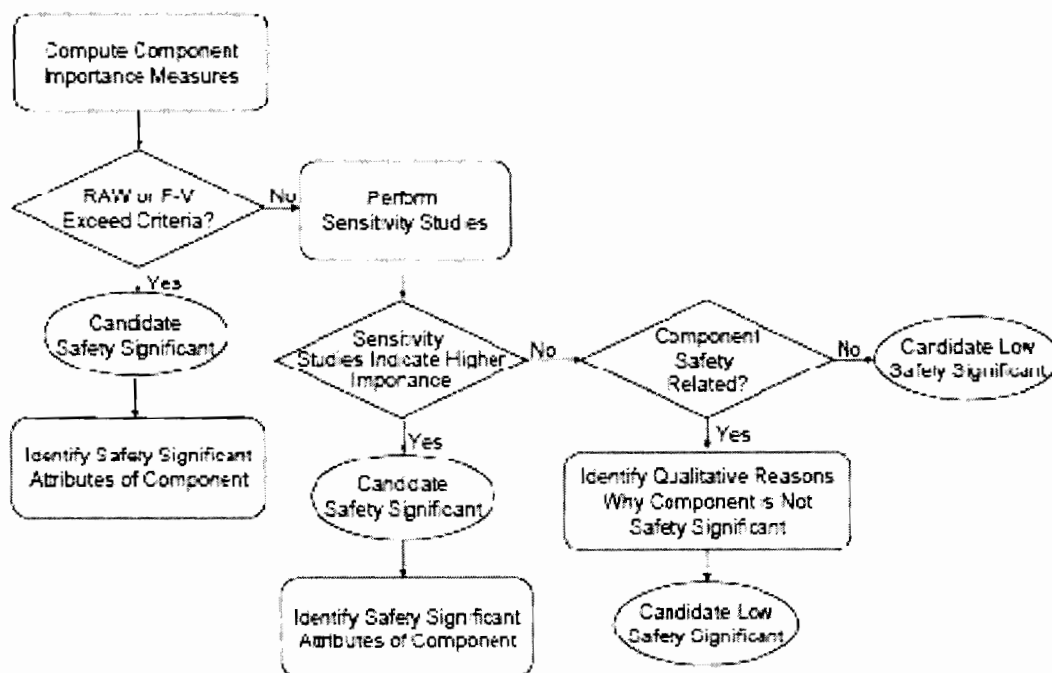 Compute Component
Importance Measures
RAW or F-V
Exceed Criteria?
No
Perform
Sensitivity Studies
Yes
Candidate
Safety Significant
Identify Safety Significant
Attributes of Component
Sensitivity
Studies Indicate Higher
Importance
No
Component
Safety
Related?
No
Candidate Low
Safety Significant
Yes
Candidate
Safety Significant
Identify Safety Significant
Attributes of Component
Yes
Identify Qualitative Reasons
Why Component is Not
Safety Significant
Candidate Low
Safety Significant